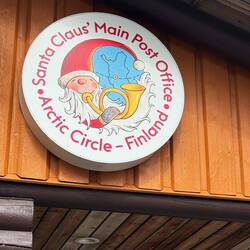 • Santa Claus' Main Post Office •
Arctic Circle – Finland